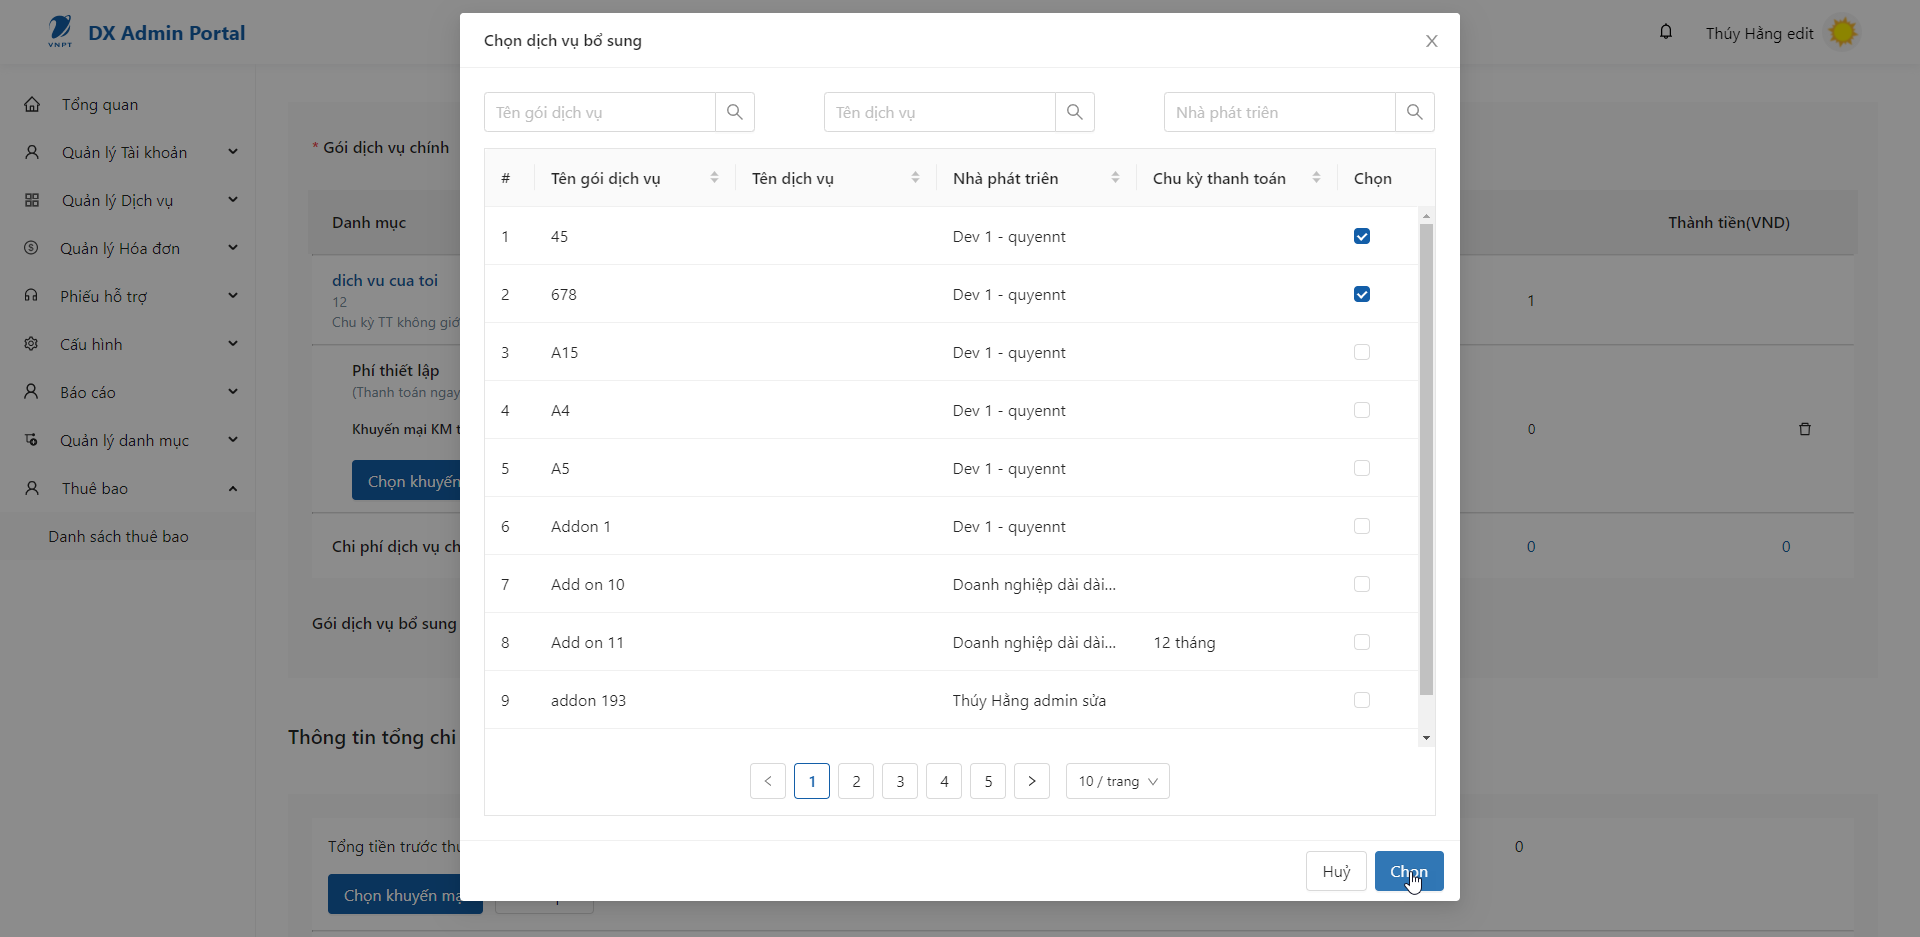 VNPT
DX Admin Portal
Thúy Hằng edit
Tổng quan
Quản lý Tài khoản
Quản lý Dịch vụ
Quản lý Hóa đơn
Phiếu hỗ trợ
Cấu hình
Báo cáo
Quản lý danh mục
Thuê bao
Danh sách thuê bao
* Gói dịch vụ chính
Danh mục
Thành tiền(VND)
dich vu cua toi
12
Chu kỳ TT không giớ
1
Phí thiết lập
(Thanh toán ngay
Khuyến mại KM t
0
Chọn khuyến
Chi phí dịch vụ ch
0 0
Gói dịch vụ bổ sung
Thông tin tổng chi
Tổng tiền trước thu
0
Chọn khuyến mạ
Chọn dịch vụ bổ sung
Tên gói dịch vụ
Tên dịch vụ
Nhà phát triên
# Tên gói dịch vụ Tên dịch vụ Nhà phát triên Chu kỳ thanh toán Chọn
1 45 Dev 1 - quyennt
2 678 Dev 1 - quyennt
3 A15 Dev 1 - quyennt
4 A4 Dev 1 - quyennt
5 A5 Dev 1 - quyennt
6 Addon 1 Dev 1 - quyennt
7 Add on 10 Doanh nghiệp dài dài...
8 Add on 11 Doanh nghiệp dài dài... 12 tháng
9 addon 193 Thúy Hằng admin sửa
< 1 2 3 4 5 > 10 / trang
Huỷ
Chọn